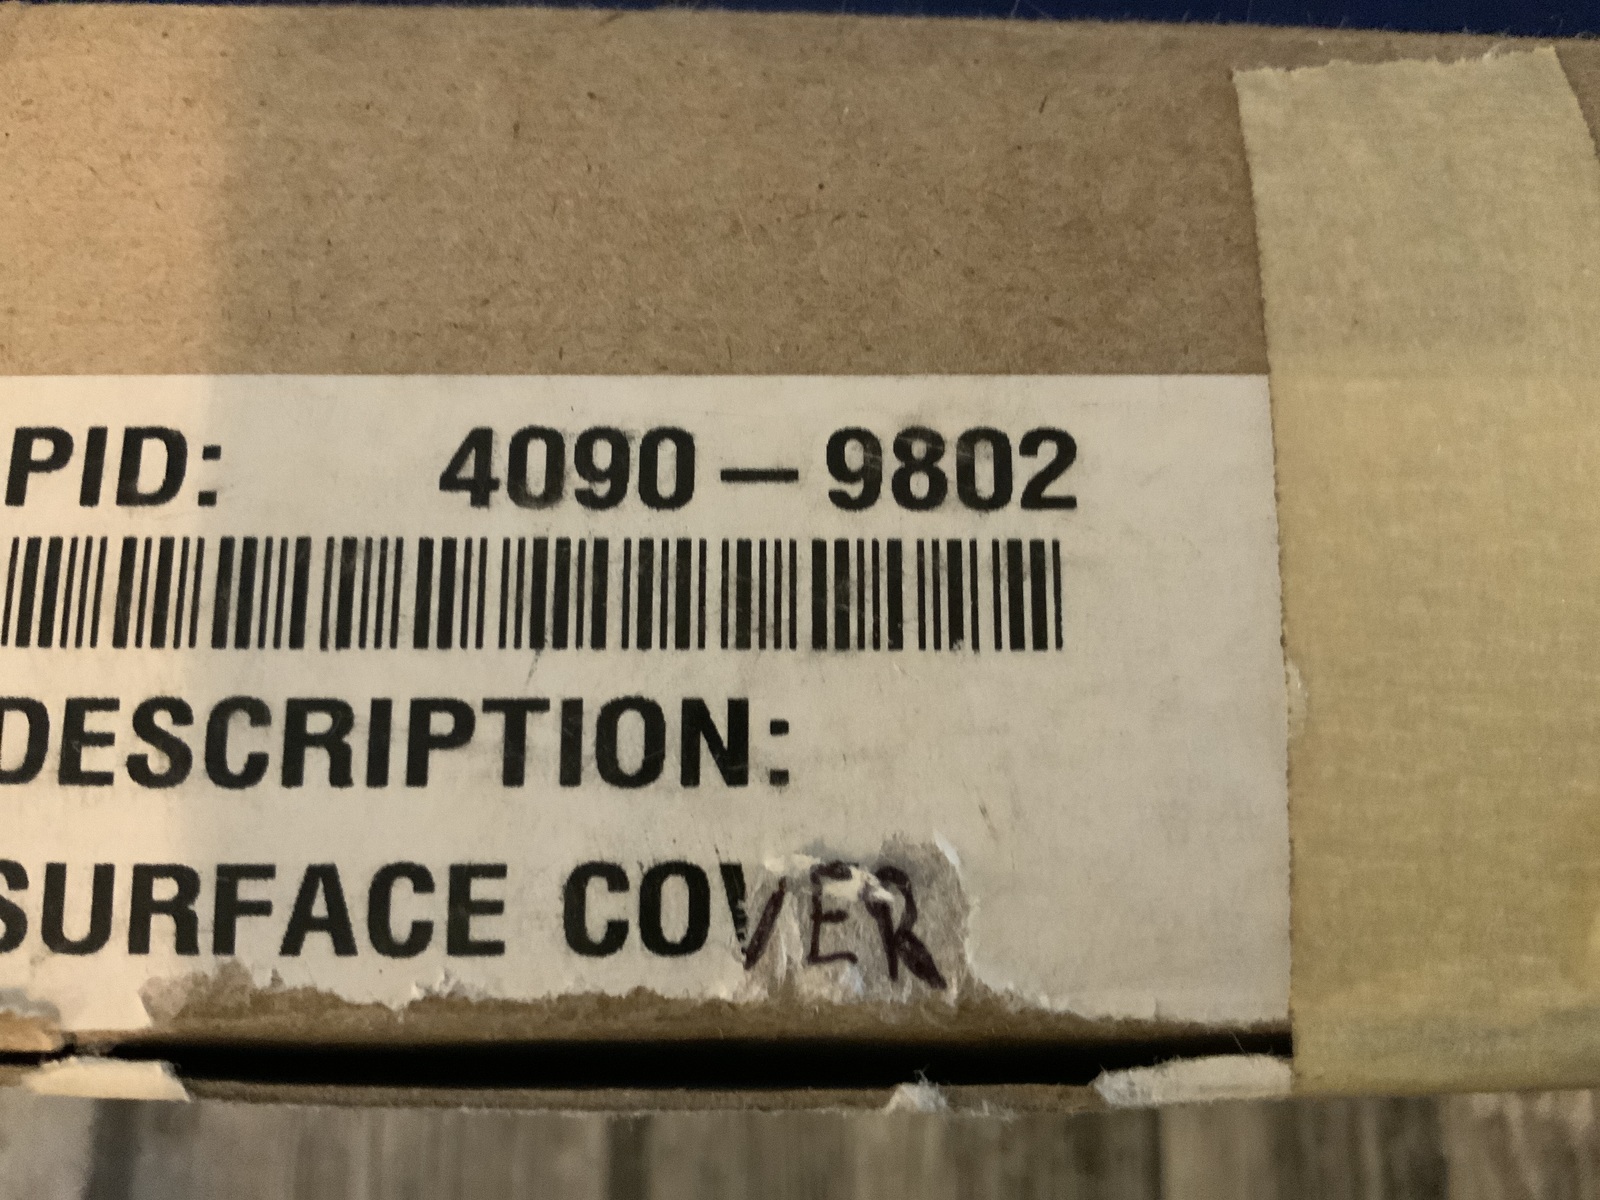 PID: 4090-9802
DESCRIPTION:
SURFACE COVER